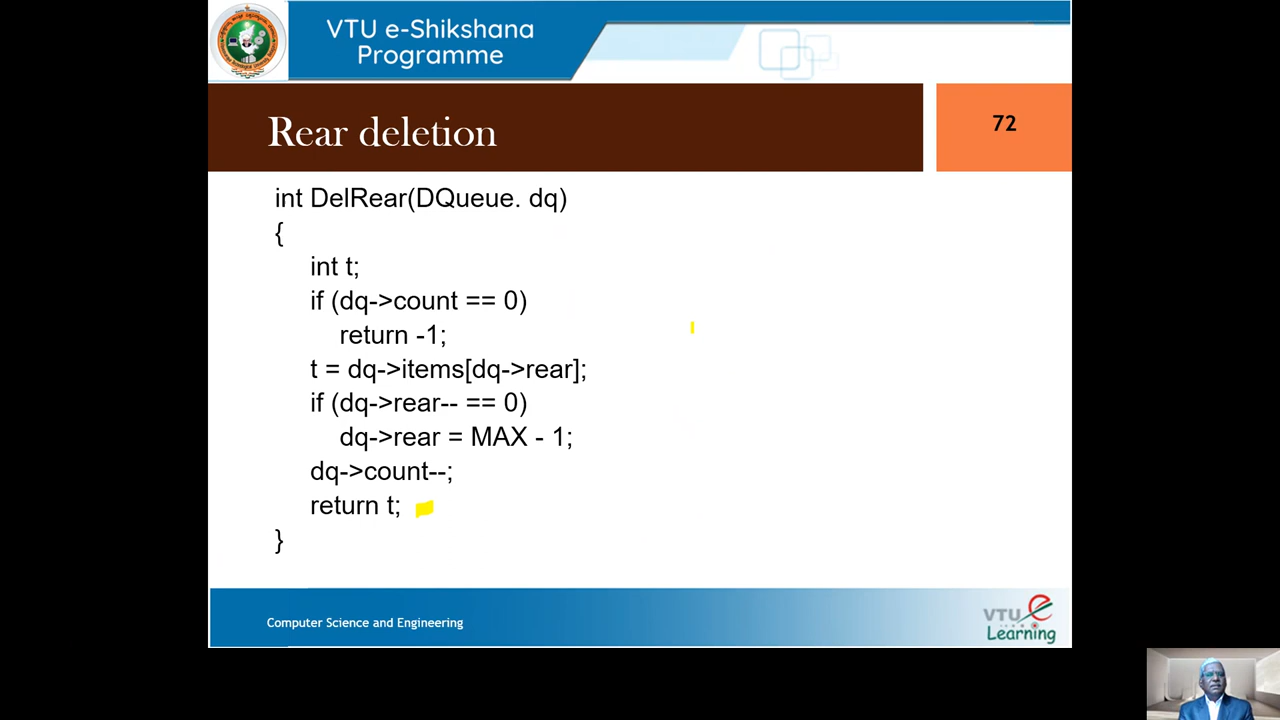 VTU e-Shikshana
Programme
Rear deletion
72
int DelRear(DQueue. dq)
{
int t;
if (dq->count == 0)
return -1;
t = dq->items[dq->rear];
if (dq->rear-- == 0)
dq->rear = MAX - 1;
dq->count--;
return t;
}
Computer Science and Engineering
VTU e
Learning